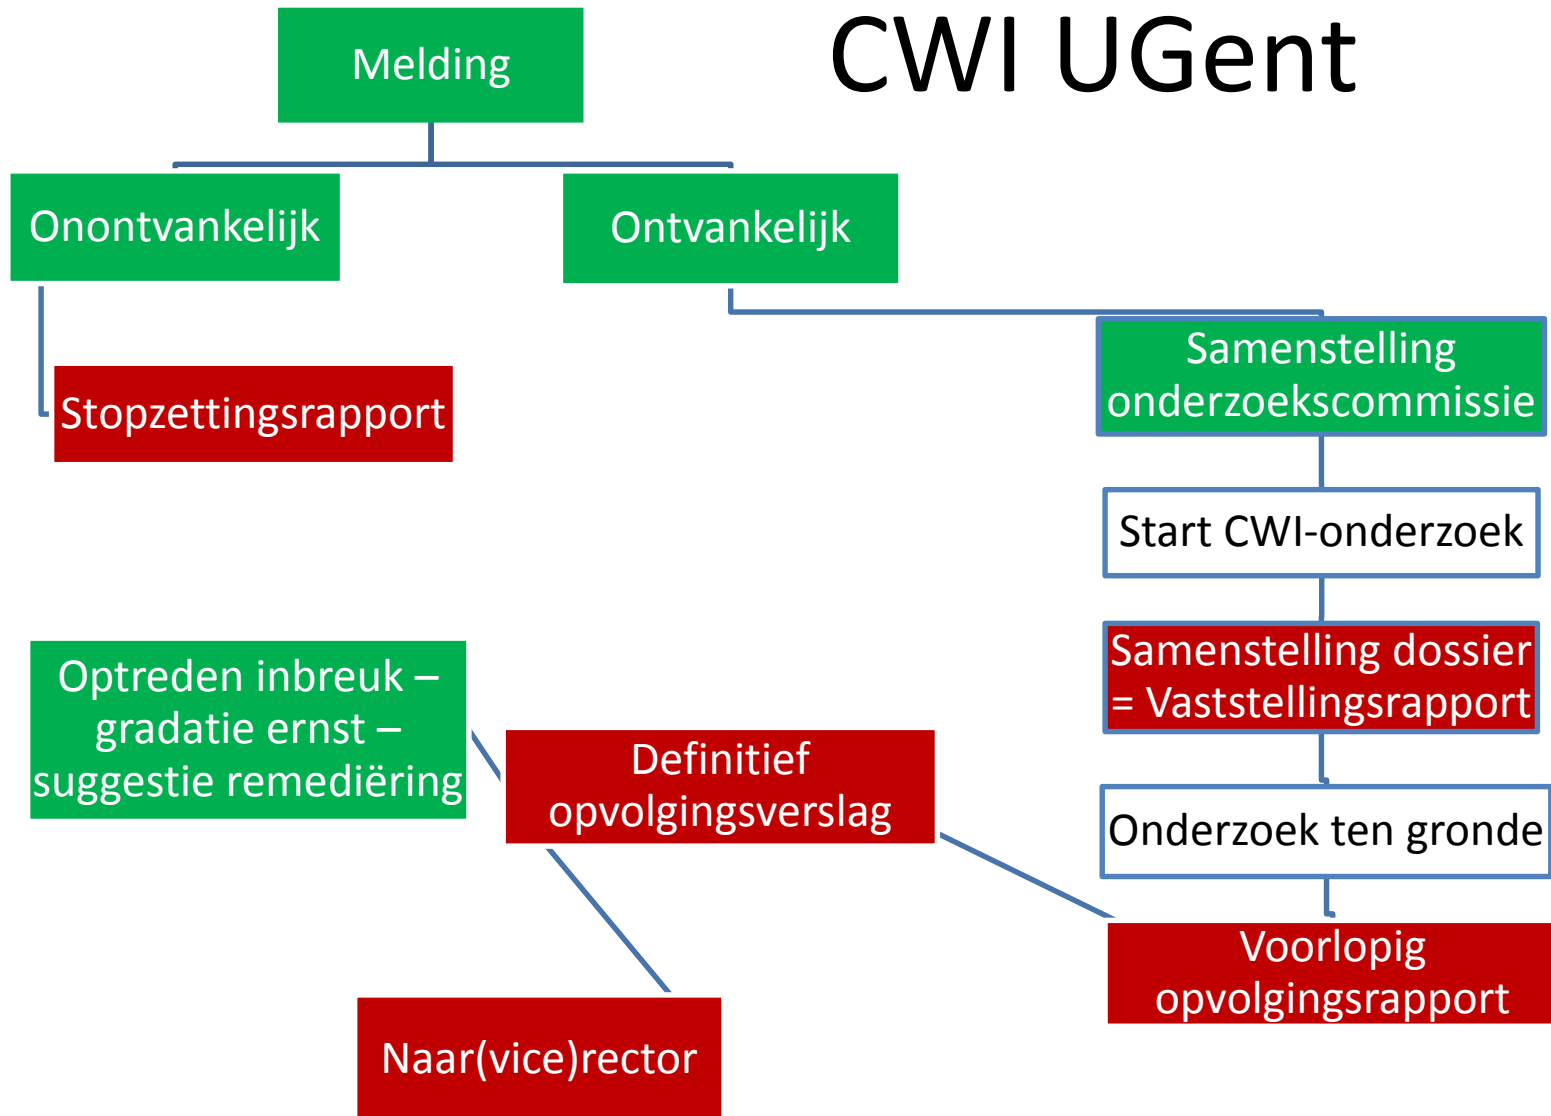 CWI UGent
Melding
Onontvankelijk
Ontvankelijk
Stopzettingsrapport
Samenstelling
onderzoekscommissie
Start CWI-onderzoek
Samenstelling dossier
= Vaststellingsrapport
Onderzoek ten gronde
Voorlopig
opvolgingsrapport
Definitief
opvolgingsverslag
Optreden inbreuk –
gradatie ernst –
suggestie remediëring
Naar(vice)rector